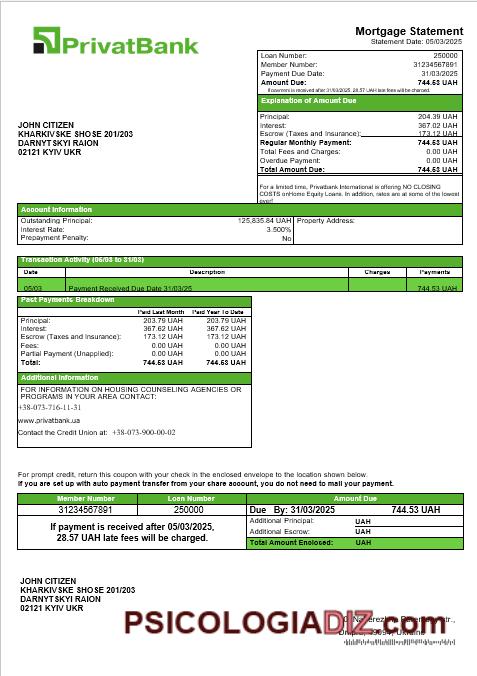 PrivatBank
Mortgage Statement
Statement Date: 05/03/2025
Loan Number: 250000
Member Number: 31234567891
Payment Due Date: 31/03/2025
Amount Due: 744.53 UAH
If payment is received after 31/03/2025, 28.57 UAH late fees will be charged.
Explanation of Amount Due
Principal: 204.39 UAH
Interest: 367.02 UAH
Escrow (Taxes and Insurance): 173.12 UAH
Regular Monthly Payment: 744.53 UAH
Total Fees and Charges: 0.00 UAH
Overdue Payment: 0.00 UAH
Total Amount Due: 744.53 UAH
JOHN CITIZEN
KHARKIVSKE SHOSE 201/203
DARNYTSKYI RAION
02121 KYIV UKR
For a limited time, Privatbank International is offering NO CLOSING
COSTS onHome Equity Loans. In addition, rates are at some of the lowest
ever!
Account Information
Outstanding Principal: 125,835.84 UAH
Interest Rate: 3.500%
Prepayment Penalty: No
Property Address:
Transaction Activity (05/03 to 31/03)
Date Description Charges Payments
05/03 Payment Received Due Date 31/03/25 744.53 UAH
Past Payments Breakdown
Paid Last Month Paid Year To Date
Principal: 203.79 UAH 203.79 UAH
Interest: 367.62 UAH 367.62 UAH
Escrow (Taxes and Insurance): 173.12 UAH 173.12 UAH
Fees: 0.00 UAH 0.00 UAH
Partial Payment (Unapplied): 0.00 UAH 0.00 UAH
Total: 744.53 UAH 744.53 UAH
Additional Information
FOR INFORMATION ON HOUSING COUNSELING AGENCIES OR
PROGRAMS IN YOUR AREA CONTACT:
+38-073-716-11-31
www.privatbank.ua
Contact the Credit Union at: +38-073-900-00-02
For prompt credit, return this coupon with your check in the enclosed envelope to the location shown below.
If you are set up with auto payment transfer from your share account, you do not need to mail your payment.
Member Number Loan Number Amount Due
31234567891 250000 Due By: 31/03/2025 744.53 UAH
If payment is received after 05/03/2025,
28.57 UAH late fees will be charged.
Additional Principal: UAH
Additional Escrow: UAH
Total Amount Enclosed: UAH
JOHN CITIZEN
KHARKIVSKE SHOSE 201/203
DARNYTSKYI RAION
02121 KYIV UKR
PSICOLOGIADIZ.com
Ukraine